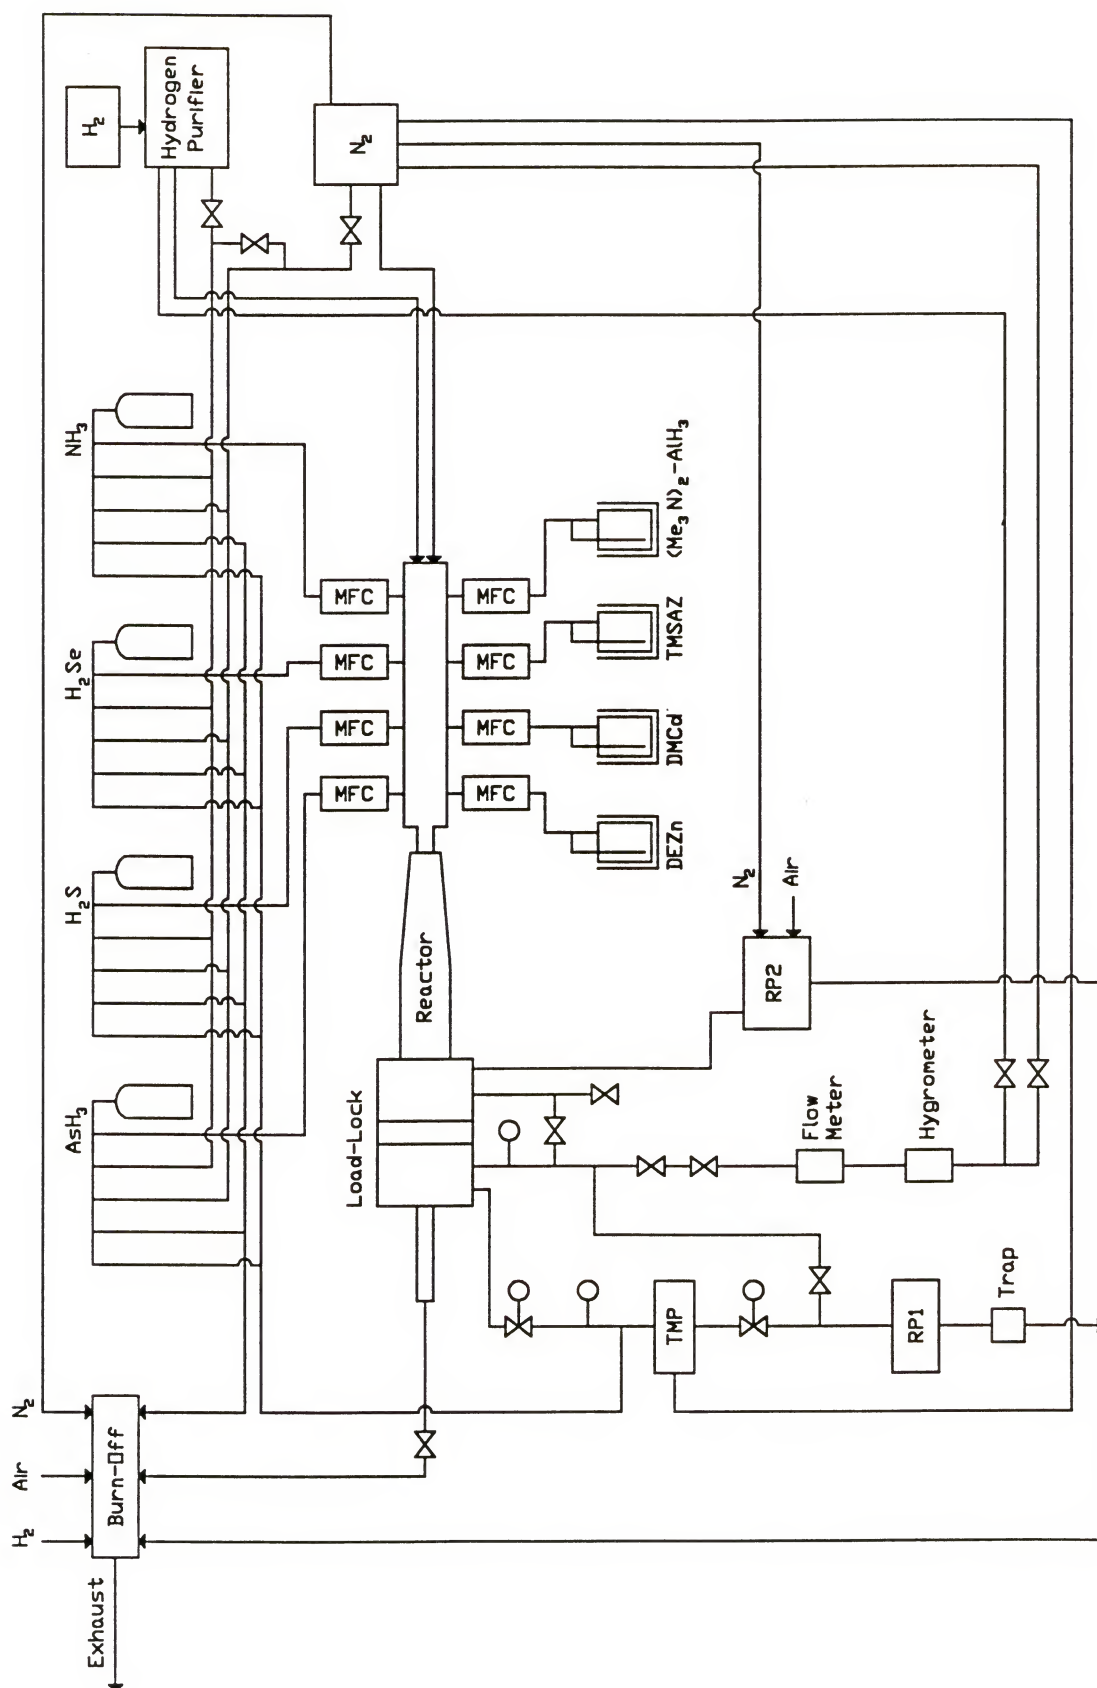 H₂
Hydrogen
Purifier
N₂
NH₃
H₂Se
H₂S
AsH₃
MFC
MFC
MFC
MFC
MFC
MFC
MFC
MFC
(Me₃N)₂-AlH₃
TMSAZ
DMCd
DEZn
Reactor
Load-Lock
N₂
Air
RP2
Flow
Meter
Hygrometer
TMP
RP1
Trap
N₂
Air
H₂
Burn-Off
Exhaust